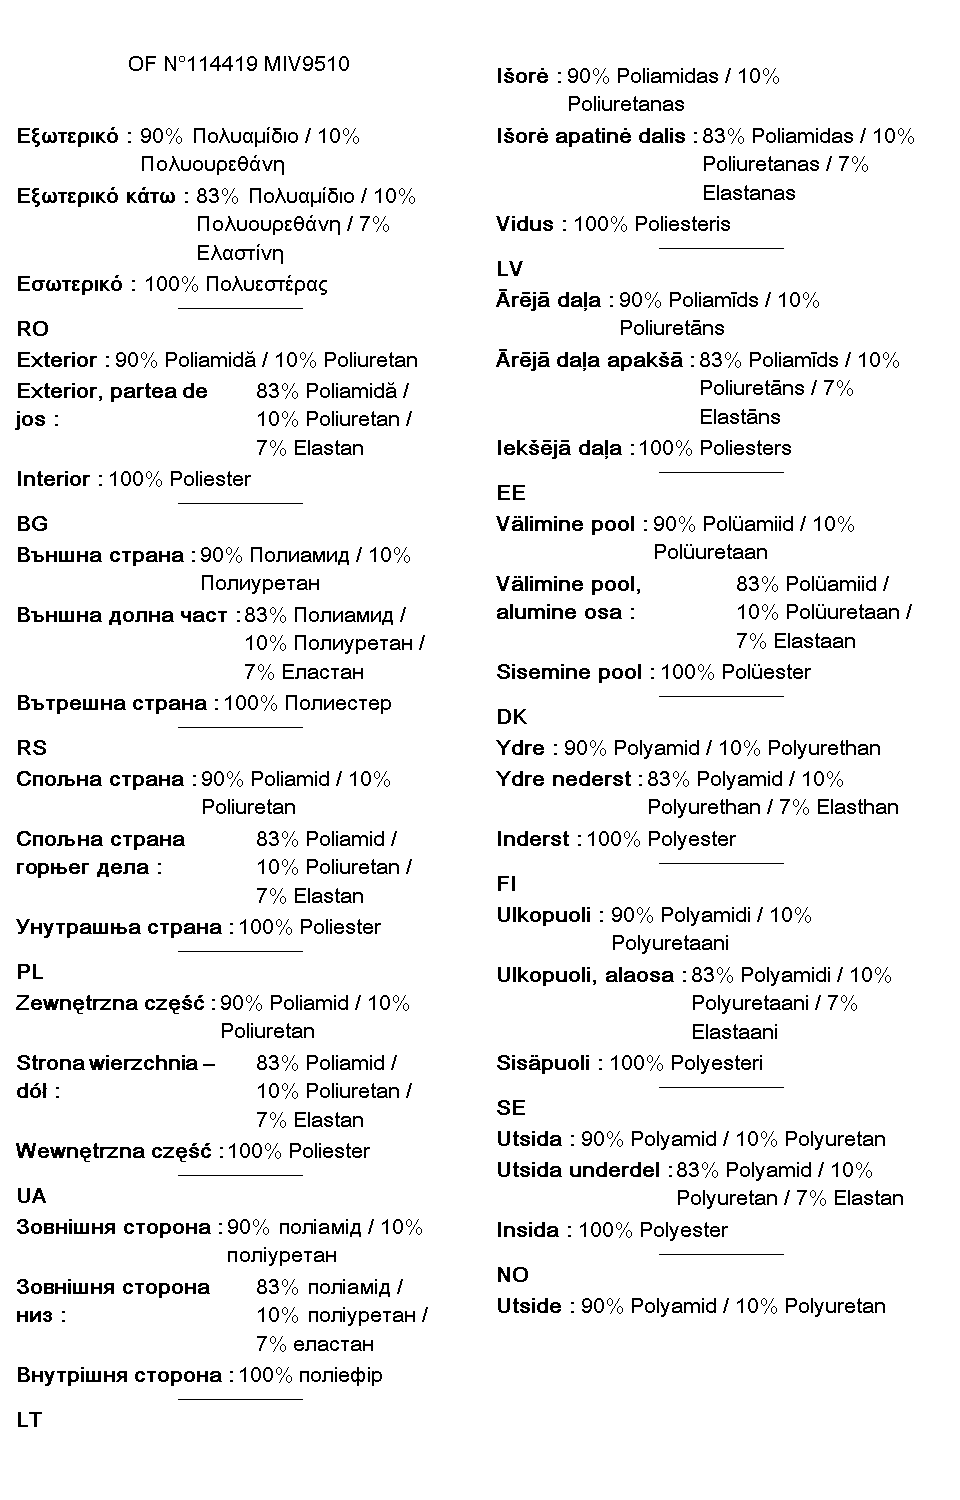 OF N°114419 MIV9510
Εξωτερικό : 90% Πολυαμίδιο / 10%
Πολυουρεθάνη
Εξωτερικό κάτω : 83% Πολυαμίδιο / 10%
Πολυουρεθάνη / 7%
Ελαστίνη
Εσωτερικό : 100% Πολυεστέρας
RO
Exterior : 90% Poliamidă / 10% Poliuretan
Exterior, partea de 83% Poliamidă /
jos : 10% Poliuretan /
7% Elastan
Interior : 100% Poliester
BG
Външна страна : 90% Полиамид / 10%
Полиуретан
Външна долна част : 83% Полиамид /
10% Полиуретан /
7% Еластан
Вътрешна страна : 100% Полиестер
RS
Спољна страна : 90% Poliamid / 10%
Poliuretan
Спољна страна 83% Poliamid /
горњег дела : 10% Poliuretan /
7% Elastan
Унутрашња страна : 100% Poliester
PL
Zewnętrzna część : 90% Poliamid / 10%
Poliuretan
Strona wierzchnia – 83% Poliamid /
dół : 10% Poliuretan /
7% Elastan
Wewnętrzna część : 100% Poliester
UA
Зовнішня сторона : 90% поліамід / 10%
поліуретан
Зовнішня сторона 83% поліамід /
низ : 10% поліуретан /
7% еластан
Внутрішня сторона : 100% поліефір
LT
Išorė : 90% Poliamidas / 10%
Poliuretanas
Išorė apatinė dalis : 83% Poliamidas / 10%
Poliuretanas / 7%
Elastanas
Vidus : 100% Poliesteris
LV
Ārējā daļa : 90% Poliamīds / 10%
Poliuretāns
Ārējā daļa apakšā : 83% Poliamīds / 10%
Poliuretāns / 7%
Elastāns
Iekšējā daļa : 100% Poliesters
EE
Välimine pool : 90% Polüamiid / 10%
Polüuretaan
Välimine pool, 83% Polüamiid /
alumine osa : 10% Polüuretaan /
7% Elastaan
Sisemine pool : 100% Polüester
DK
Ydre : 90% Polyamid / 10% Polyurethan
Ydre nederst : 83% Polyamid / 10%
Polyurethan / 7% Elasthan
Inderst : 100% Polyester
FI
Ulkopuoli : 90% Polyamidi / 10%
Polyuretaani
Ulkopuoli, alaosa : 83% Polyamidi / 10%
Polyuretaani / 7%
Elastaani
Sisäpuoli : 100% Polyesteri
SE
Utsida : 90% Polyamid / 10% Polyuretan
Utsida underdel : 83% Polyamid / 10%
Polyuretan / 7% Elastan
Insida : 100% Polyester
NO
Utside : 90% Polyamid / 10% Polyuretan